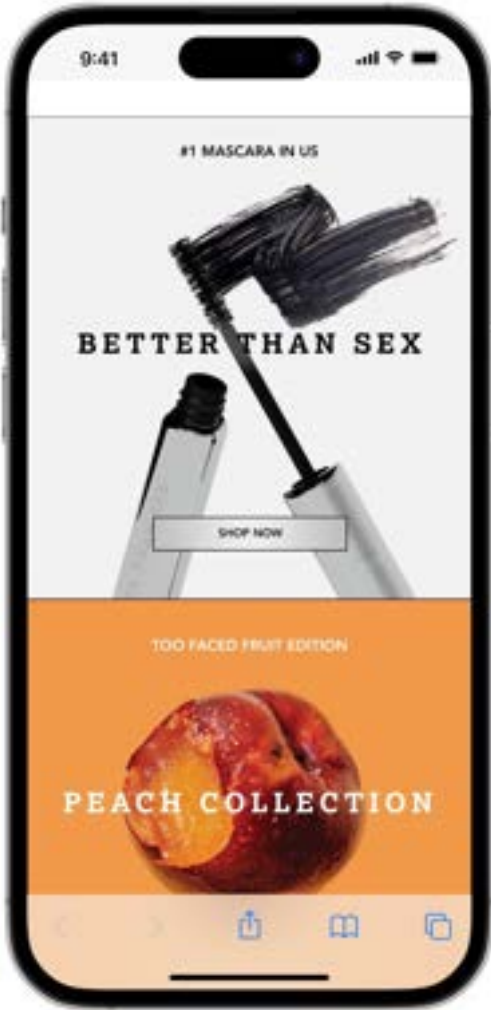 9:41
#1 MASCARA IN US
BETTER THAN SEX
SHOP NOW
TOO FACED FRUIT EDITION
PEACH COLLECTION